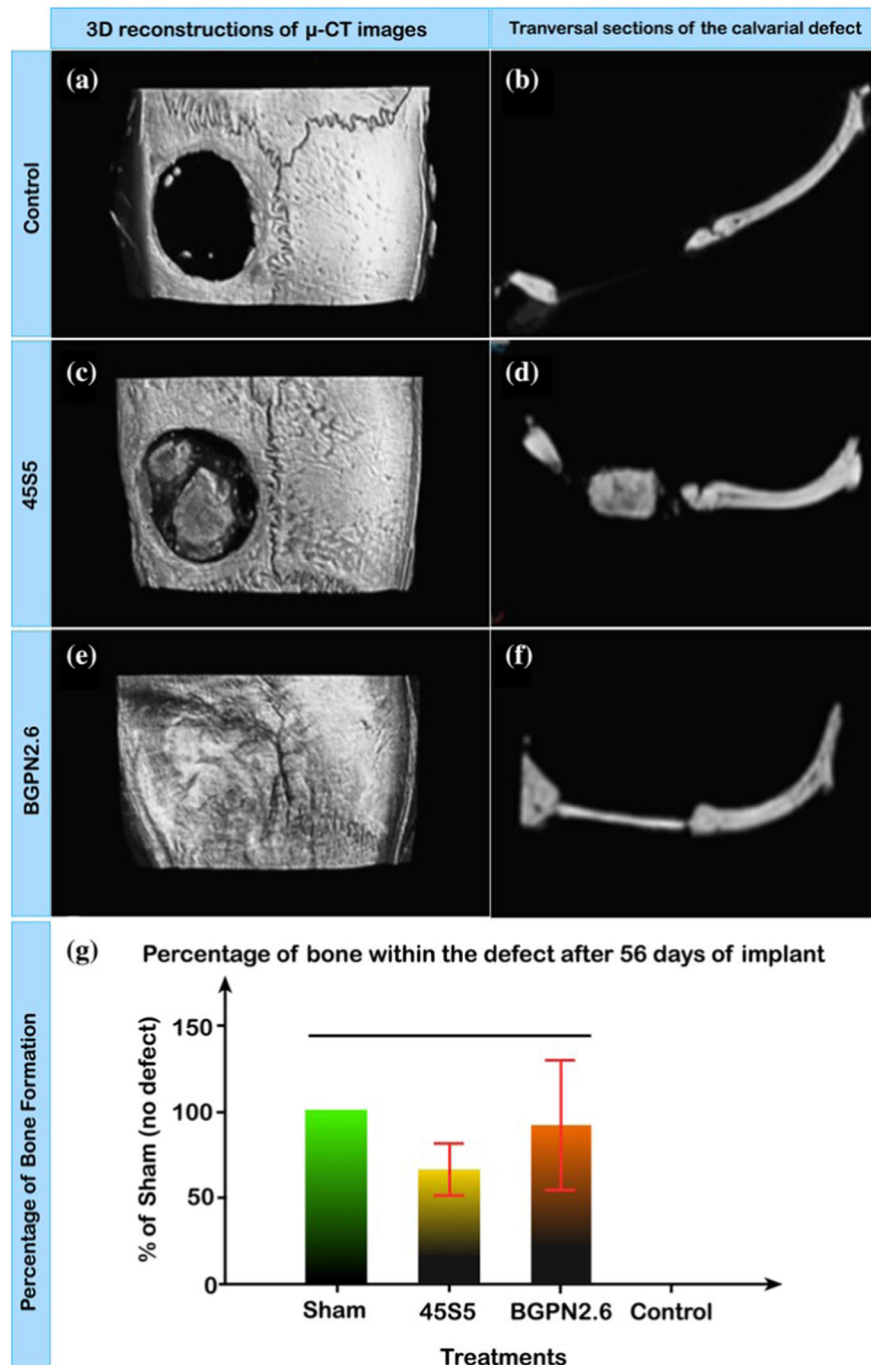 3D reconstructions of µ-CT images
Tranversal sections of the calvarial defect
Control
(a)
(b)
45S5
(c)
(d)
BGPN2.6
(e)
(f)
Percentage of Bone Formation
(g)
Percentage of bone within the defect after 56 days of implant
% of Sham (no defect)
150
100
50
0
Sham
45S5
BGPN2.6
Control
Treatments